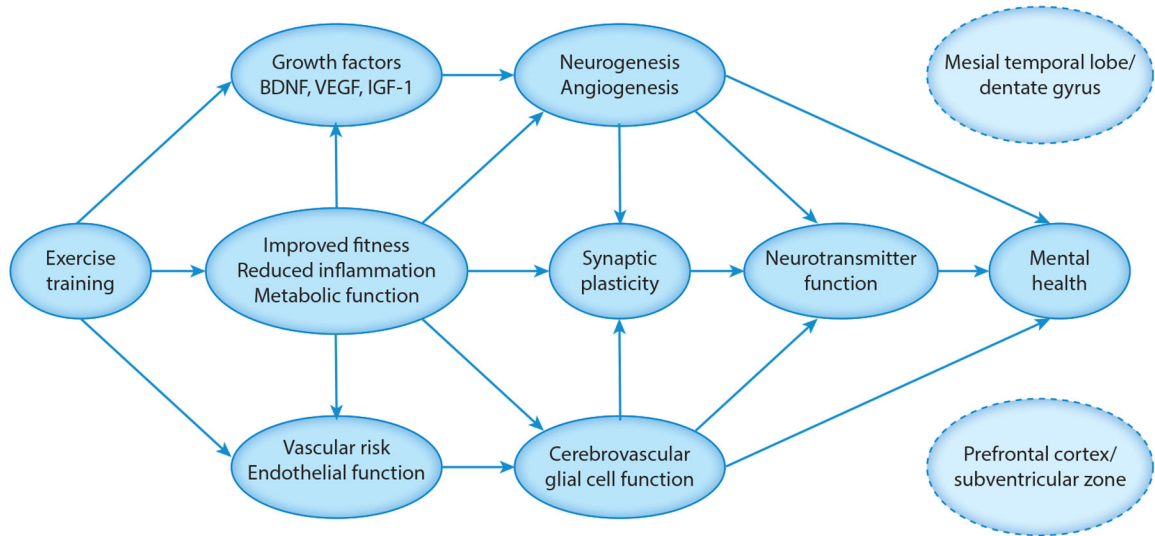 Growth factors
BDNF, VEGF, IGF-1
Neurogenesis
Angiogenesis
Mesial temporal lobe/
dentate gyrus
Exercise
training
Improved fitness
Reduced inflammation
Metabolic function
Synaptic
plasticity
Neurotransmitter
function
Mental
health
Vascular risk
Endothelial function
Cerebrovascular
glial cell function
Prefrontal cortex/
subventricular zone